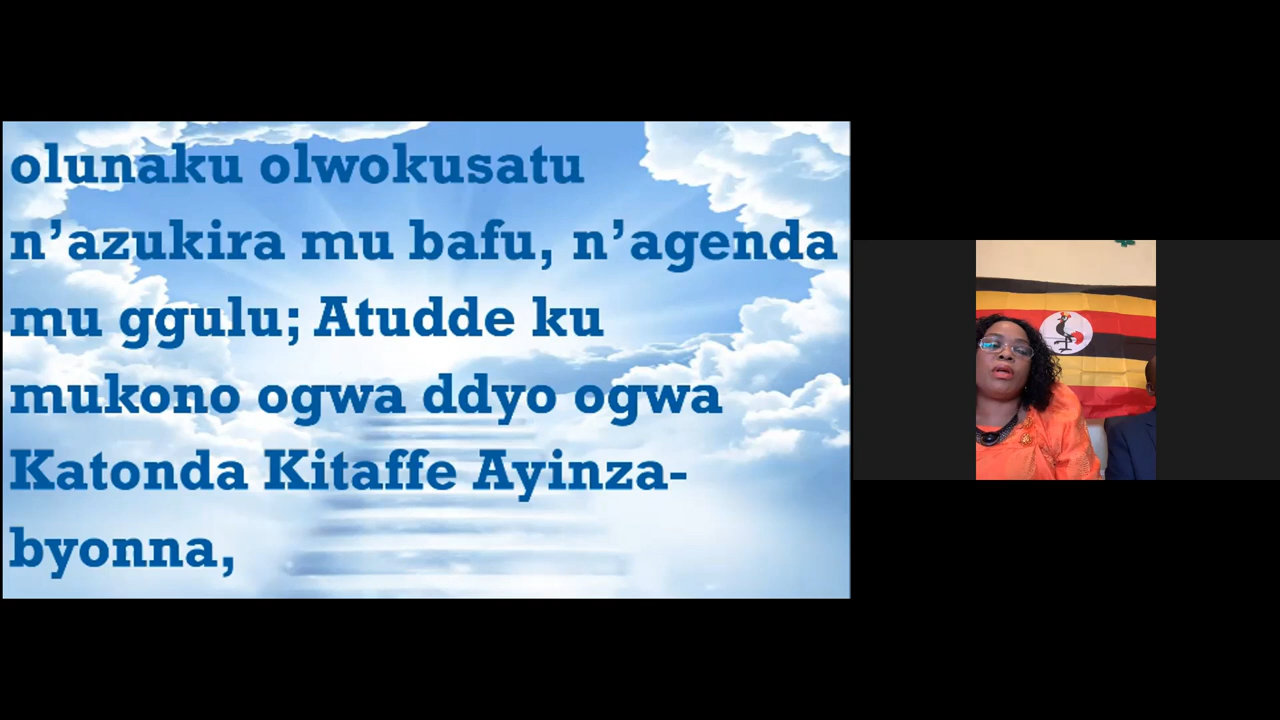 olunaku olwokusatu
n’azukira mu bafu, n’agenda
mu ggulu; Atudde ku
mukono ogwa ddyo ogwa
Katonda Kitaffe Ayinza-
byonna,